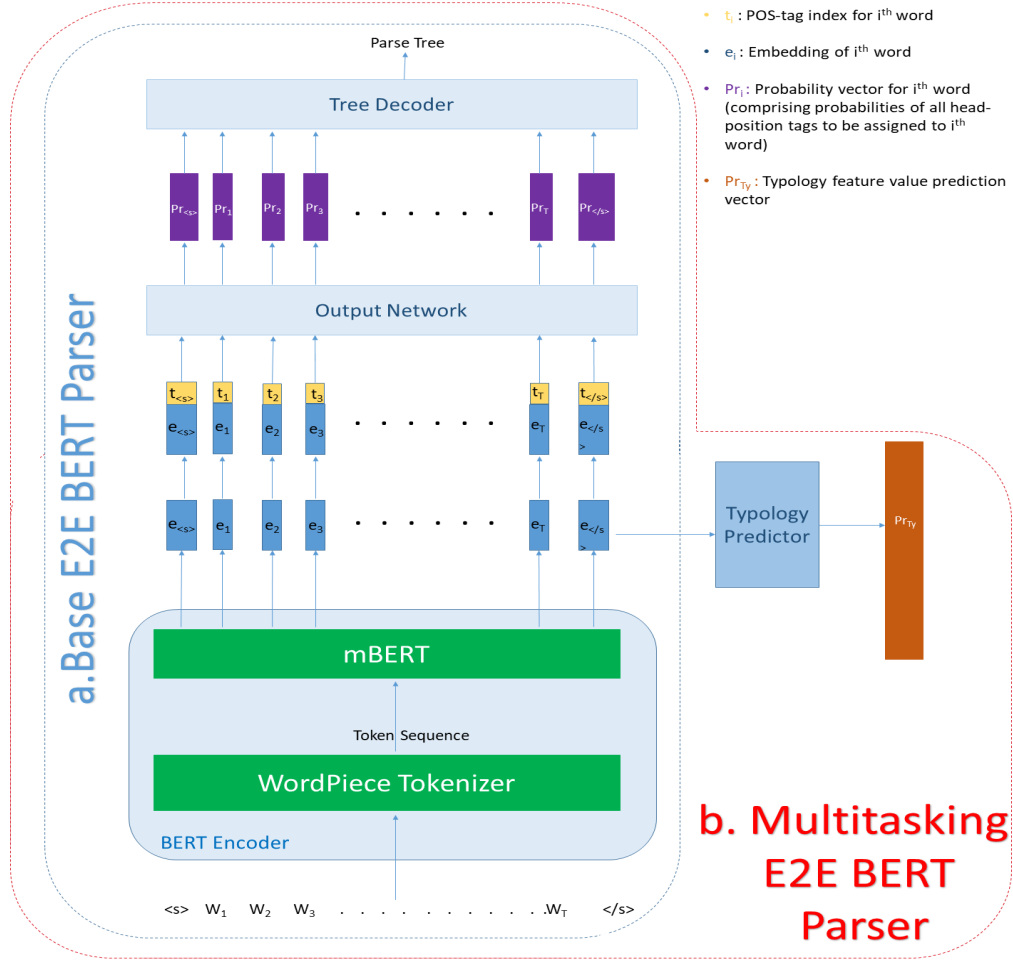 Parse Tree
Tree Decoder
Pr<s> Pr1 Pr2 Pr3 . . . . . . PrT Pr</s>
Output Network
t<s> t1 t2 t3 tT t</s>
e<s> e1 e2 e3 . . . . . . eT e</s
>
e<s> e1 e2 e3 . . . . . . eT e</s
>
mBERT
Token Sequence
WordPiece Tokenizer
BERT Encoder
<s> W1 W2 W3 . . . . . . . . . . .WT </s>
a.Base E2E BERT Parser
• ti : POS-tag index for ith word
• ei : Embedding of ith word
• Pri : Probability vector for ith word
(comprising probabilities of all head-
position tags to be assigned to ith
word)
• PrTy : Typology feature value prediction
vector
Typology
Predictor
PrTy
b. Multitasking
E2E BERT
Parser